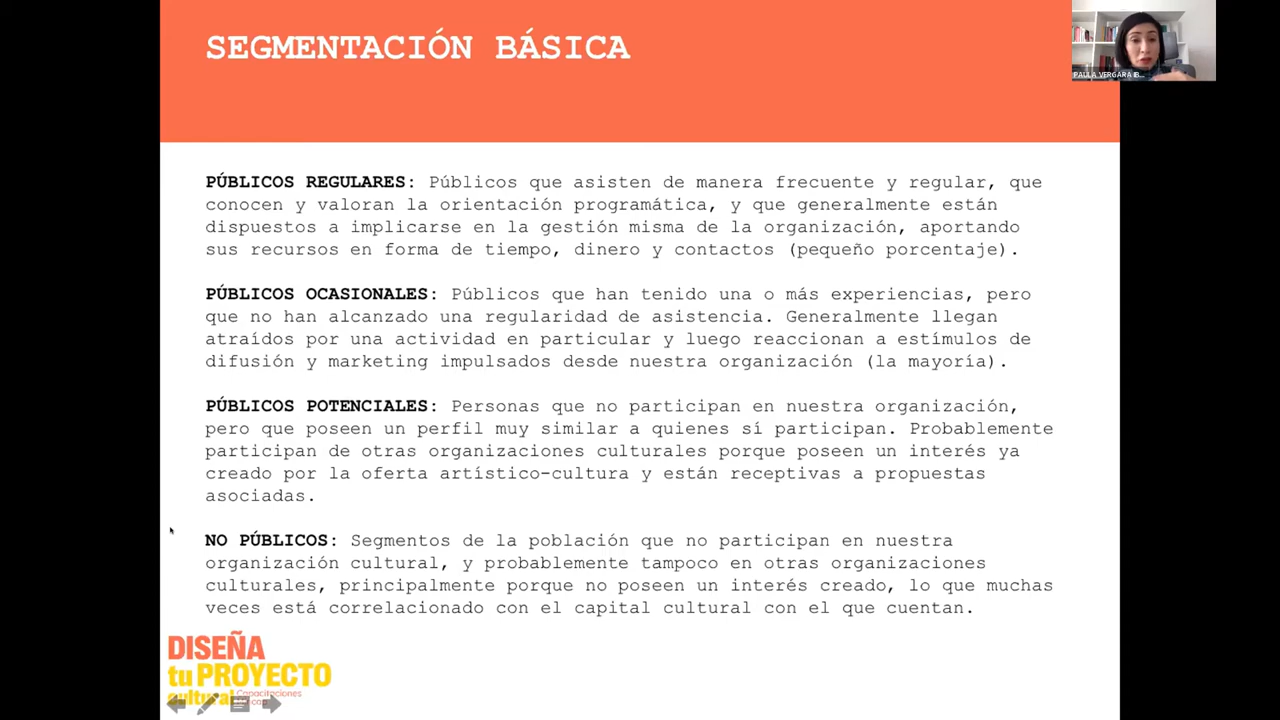 SEGMENTACIÓN BÁSICA
PAULA VERGARA B...
PÚBLICOS REGULARES: Públicos que asisten de manera frecuente y regular, que
conocen y valoran la orientación programática, y que generalmente están
dispuestos a implicarse en la gestión misma de la organización, aportando
sus recursos en forma de tiempo, dinero y contactos (pequeño porcentaje).
PÚBLICOS OCASIONALES: Públicos que han tenido una o más experiencias, pero
que no han alcanzado una regularidad de asistencia. Generalmente llegan
atraídos por una actividad en particular y luego reaccionan a estímulos de
difusión y marketing impulsados desde nuestra organización (la mayoría).
PÚBLICOS POTENCIALES: Personas que no participan en nuestra organización,
pero que poseen un perfil muy similar a quienes sí participan. Probablemente
participan de otras organizaciones culturales porque poseen un interés ya
creado por la oferta artístico-cultura y están receptivas a propuestas
asociadas.
NO PÚBLICOS: Segmentos de la población que no participan en nuestra
organización cultural, y probablemente tampoco en otras organizaciones
culturales, principalmente porque no poseen un interés creado, lo que muchas
veces está correlacionado con el capital cultural con el que cuentan.
DISEÑA
tu PROYECTO
cultural Capacitaciones